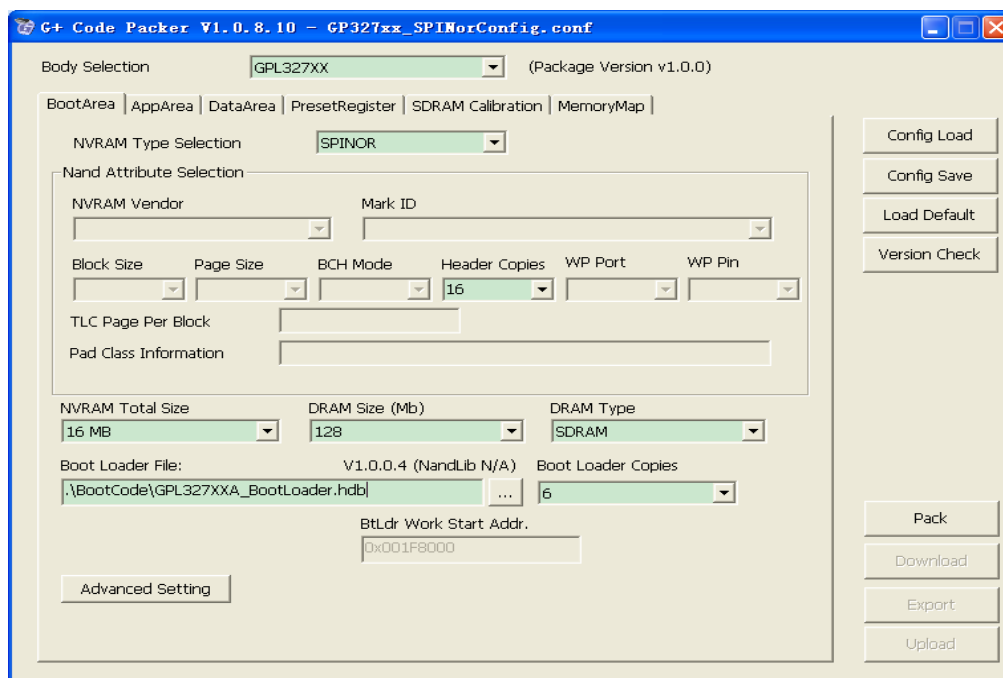 G+ Code Packer V1.0.8.10 - GP327xx_SPINorConfig.conf
Body Selection GPL327XX (Package Version v1.0.0)
BootArea AppArea DataArea PresetRegister SDRAM Calibration MemoryMap
NVRAM Type Selection SPINOR
Nand Attribute Selection
NVRAM Vendor Mark ID
Block Size Page Size BCH Mode Header Copies WP Port WP Pin
16
TLC Page Per Block
Pad Class Information
NVRAM Total Size DRAM Size (Mb) DRAM Type
16 MB 128 SDRAM
Boot Loader File: V1.0.0.4 (NandLib N/A) Boot Loader Copies
.\BootCode\GPL327XXA_BootLoader.hdb ... 6
BtLdr Work Start Addr.
0x001F8000
Advanced Setting
Config Load
Config Save
Load Default
Version Check
Pack
Download
Export
Upload